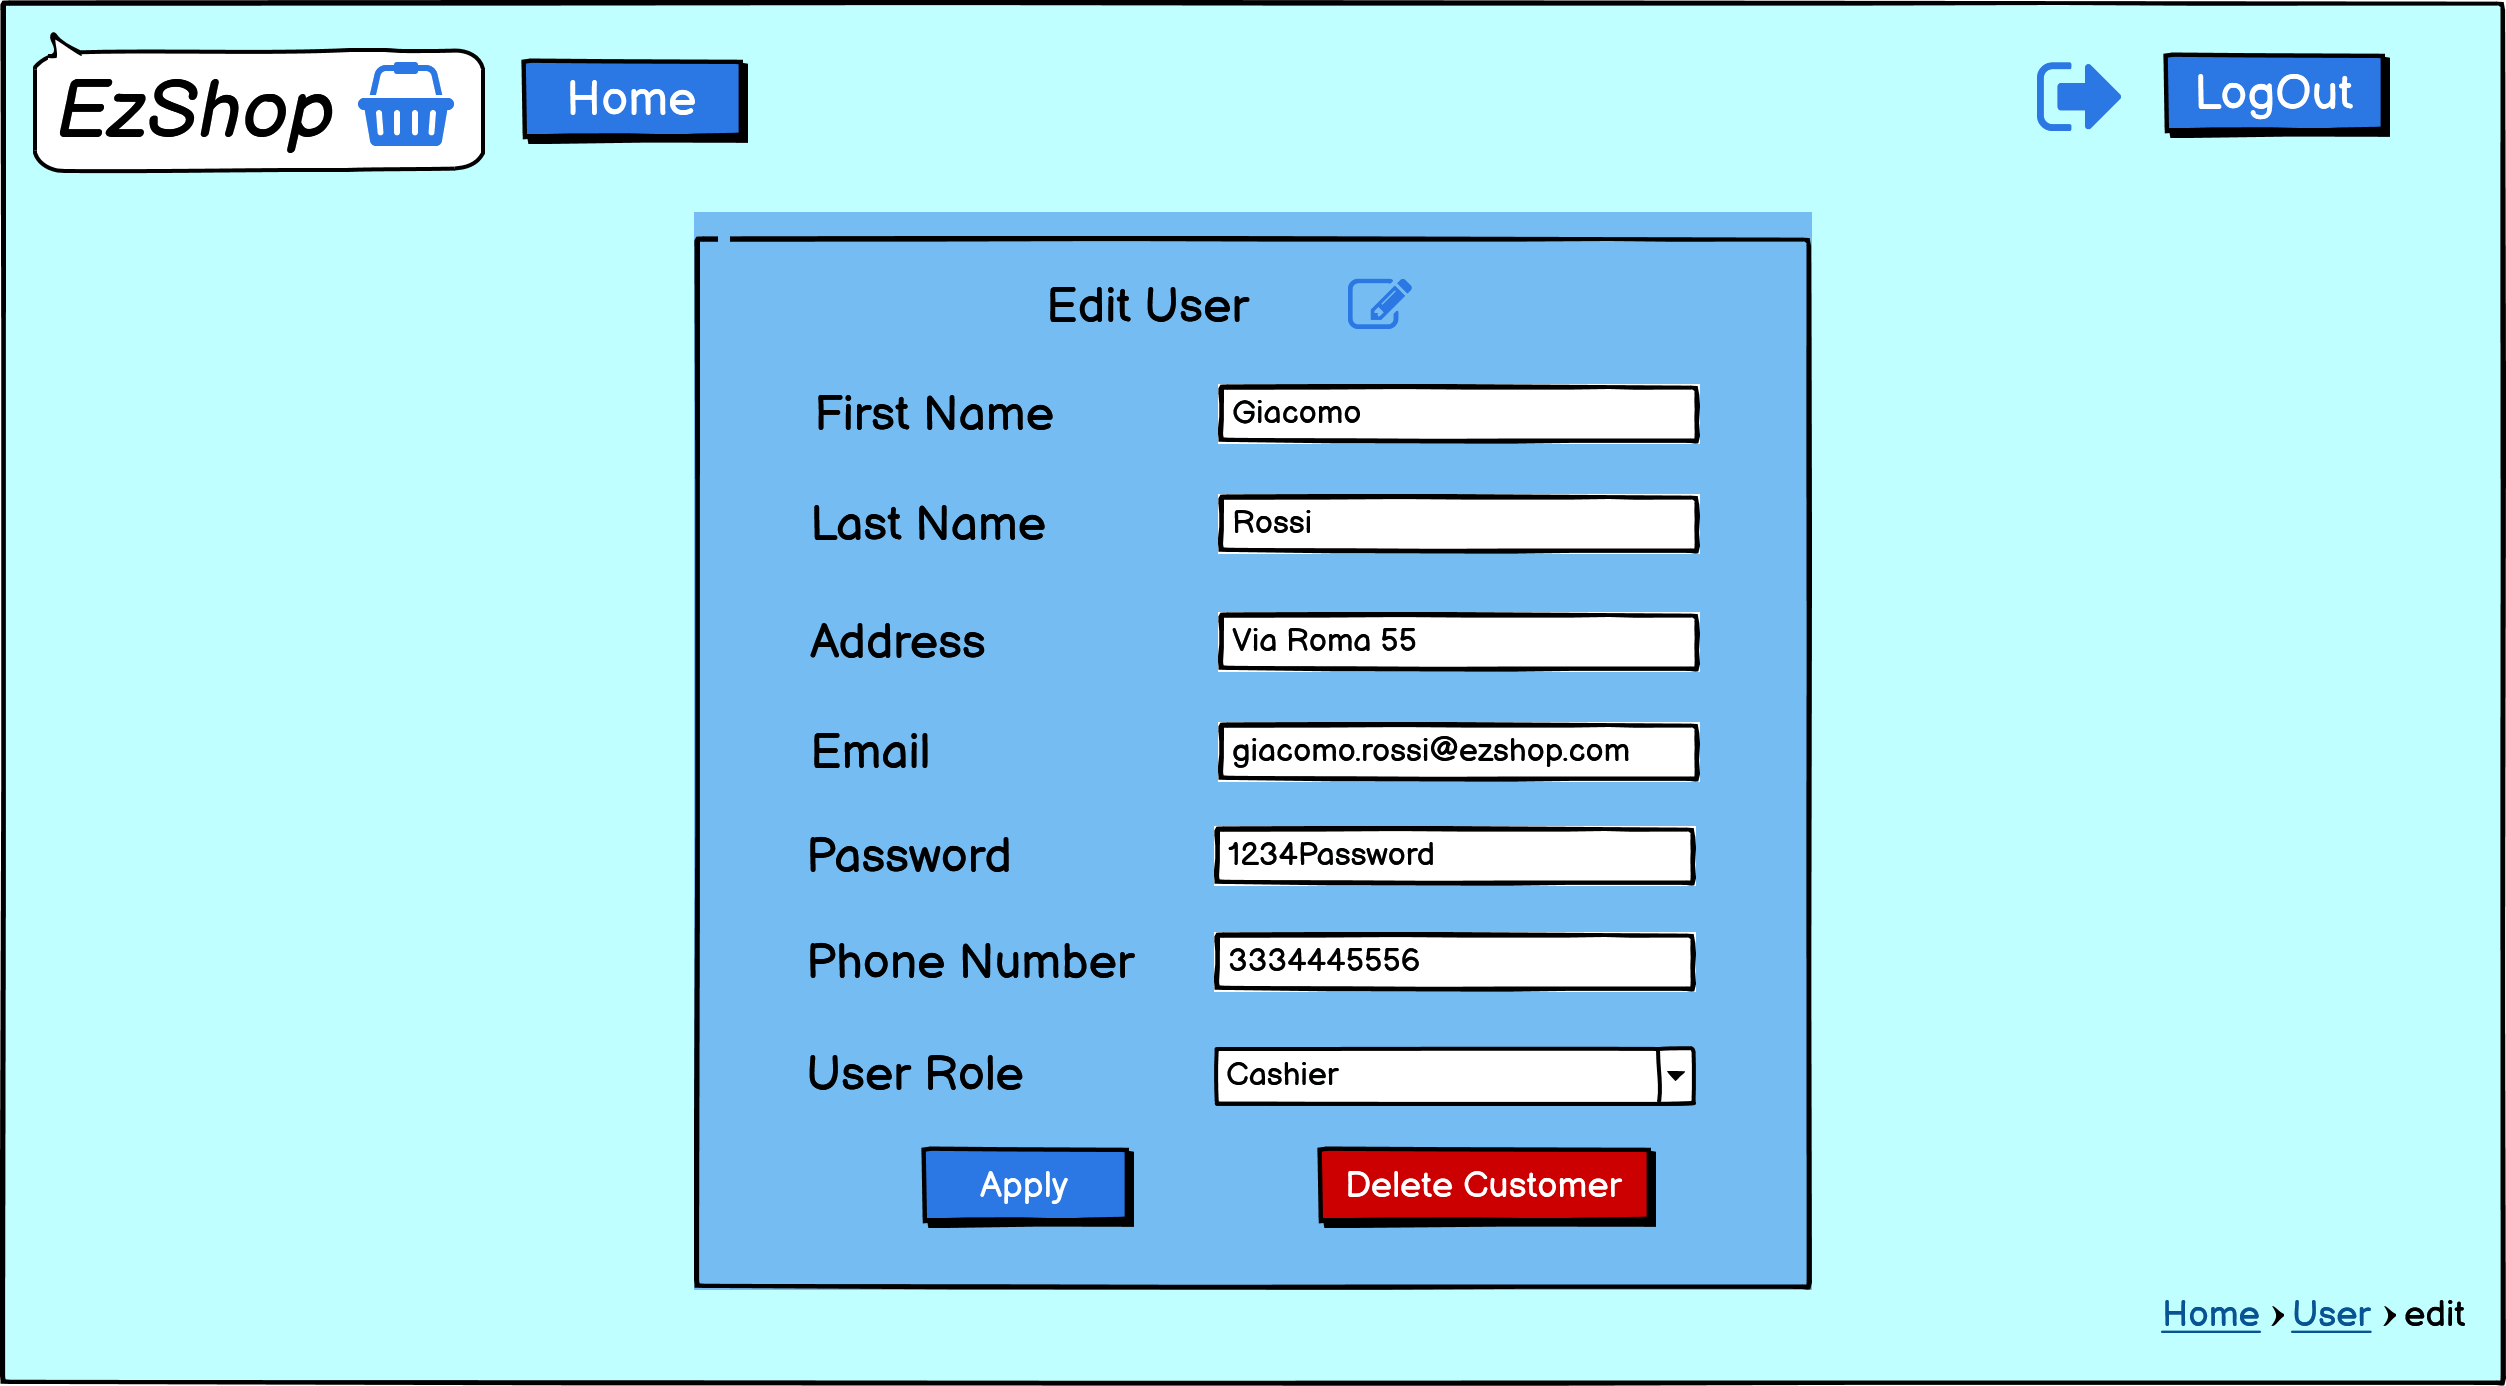 EzShop
Home
LogOut
Edit User
First Name
Giacomo
Last Name
Rossi
Address
Via Roma 55
Email
giacomo.rossi@ezshop.com
Password
1234Password
Phone Number
3334445556
User Role
Cashier
Apply
Delete Customer
Home > User > edit